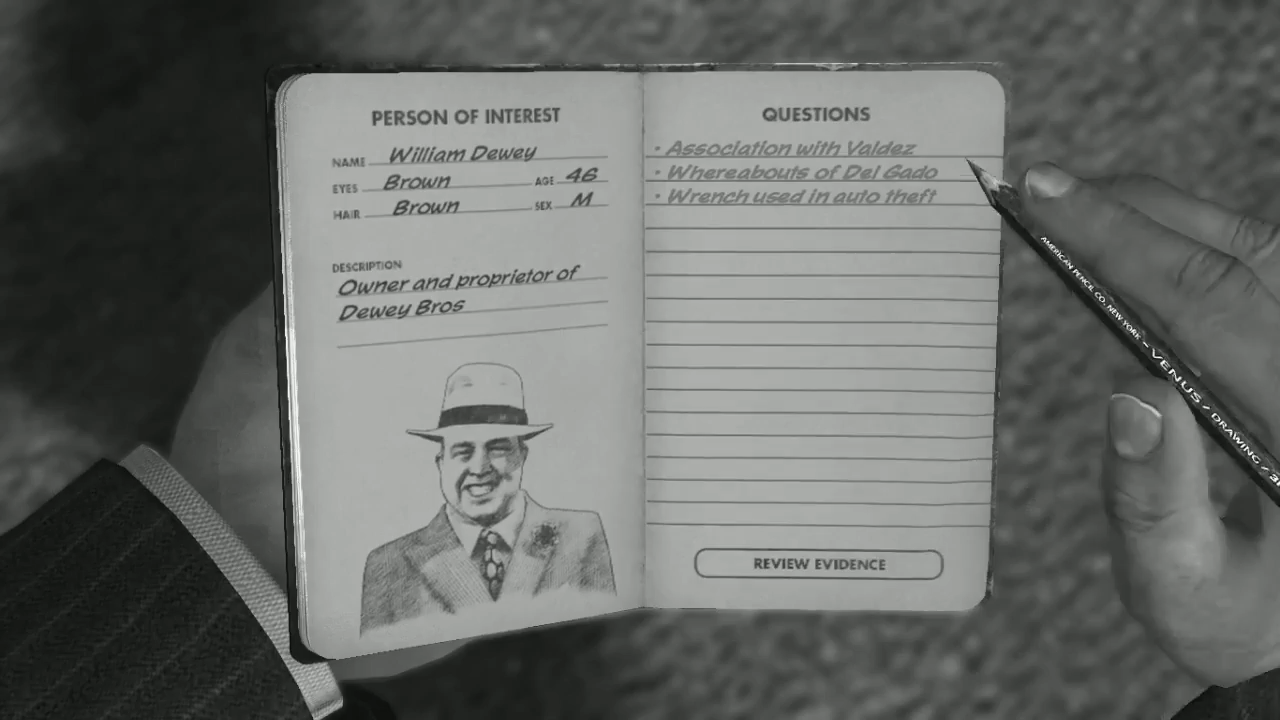 PERSON OF INTEREST
NAME William Dewey
EYES Brown AGE 46
HAIR Brown SEX M
DESCRIPTION
Owner and proprietor of
Dewey Bros
QUESTIONS
• Association with Valdez
• Whereabouts of Del Gado
• Wrench used in auto theft
REVIEW EVIDENCE
AMERICAN PENCIL CO. NEW YORK - VENUS / DRAWING /